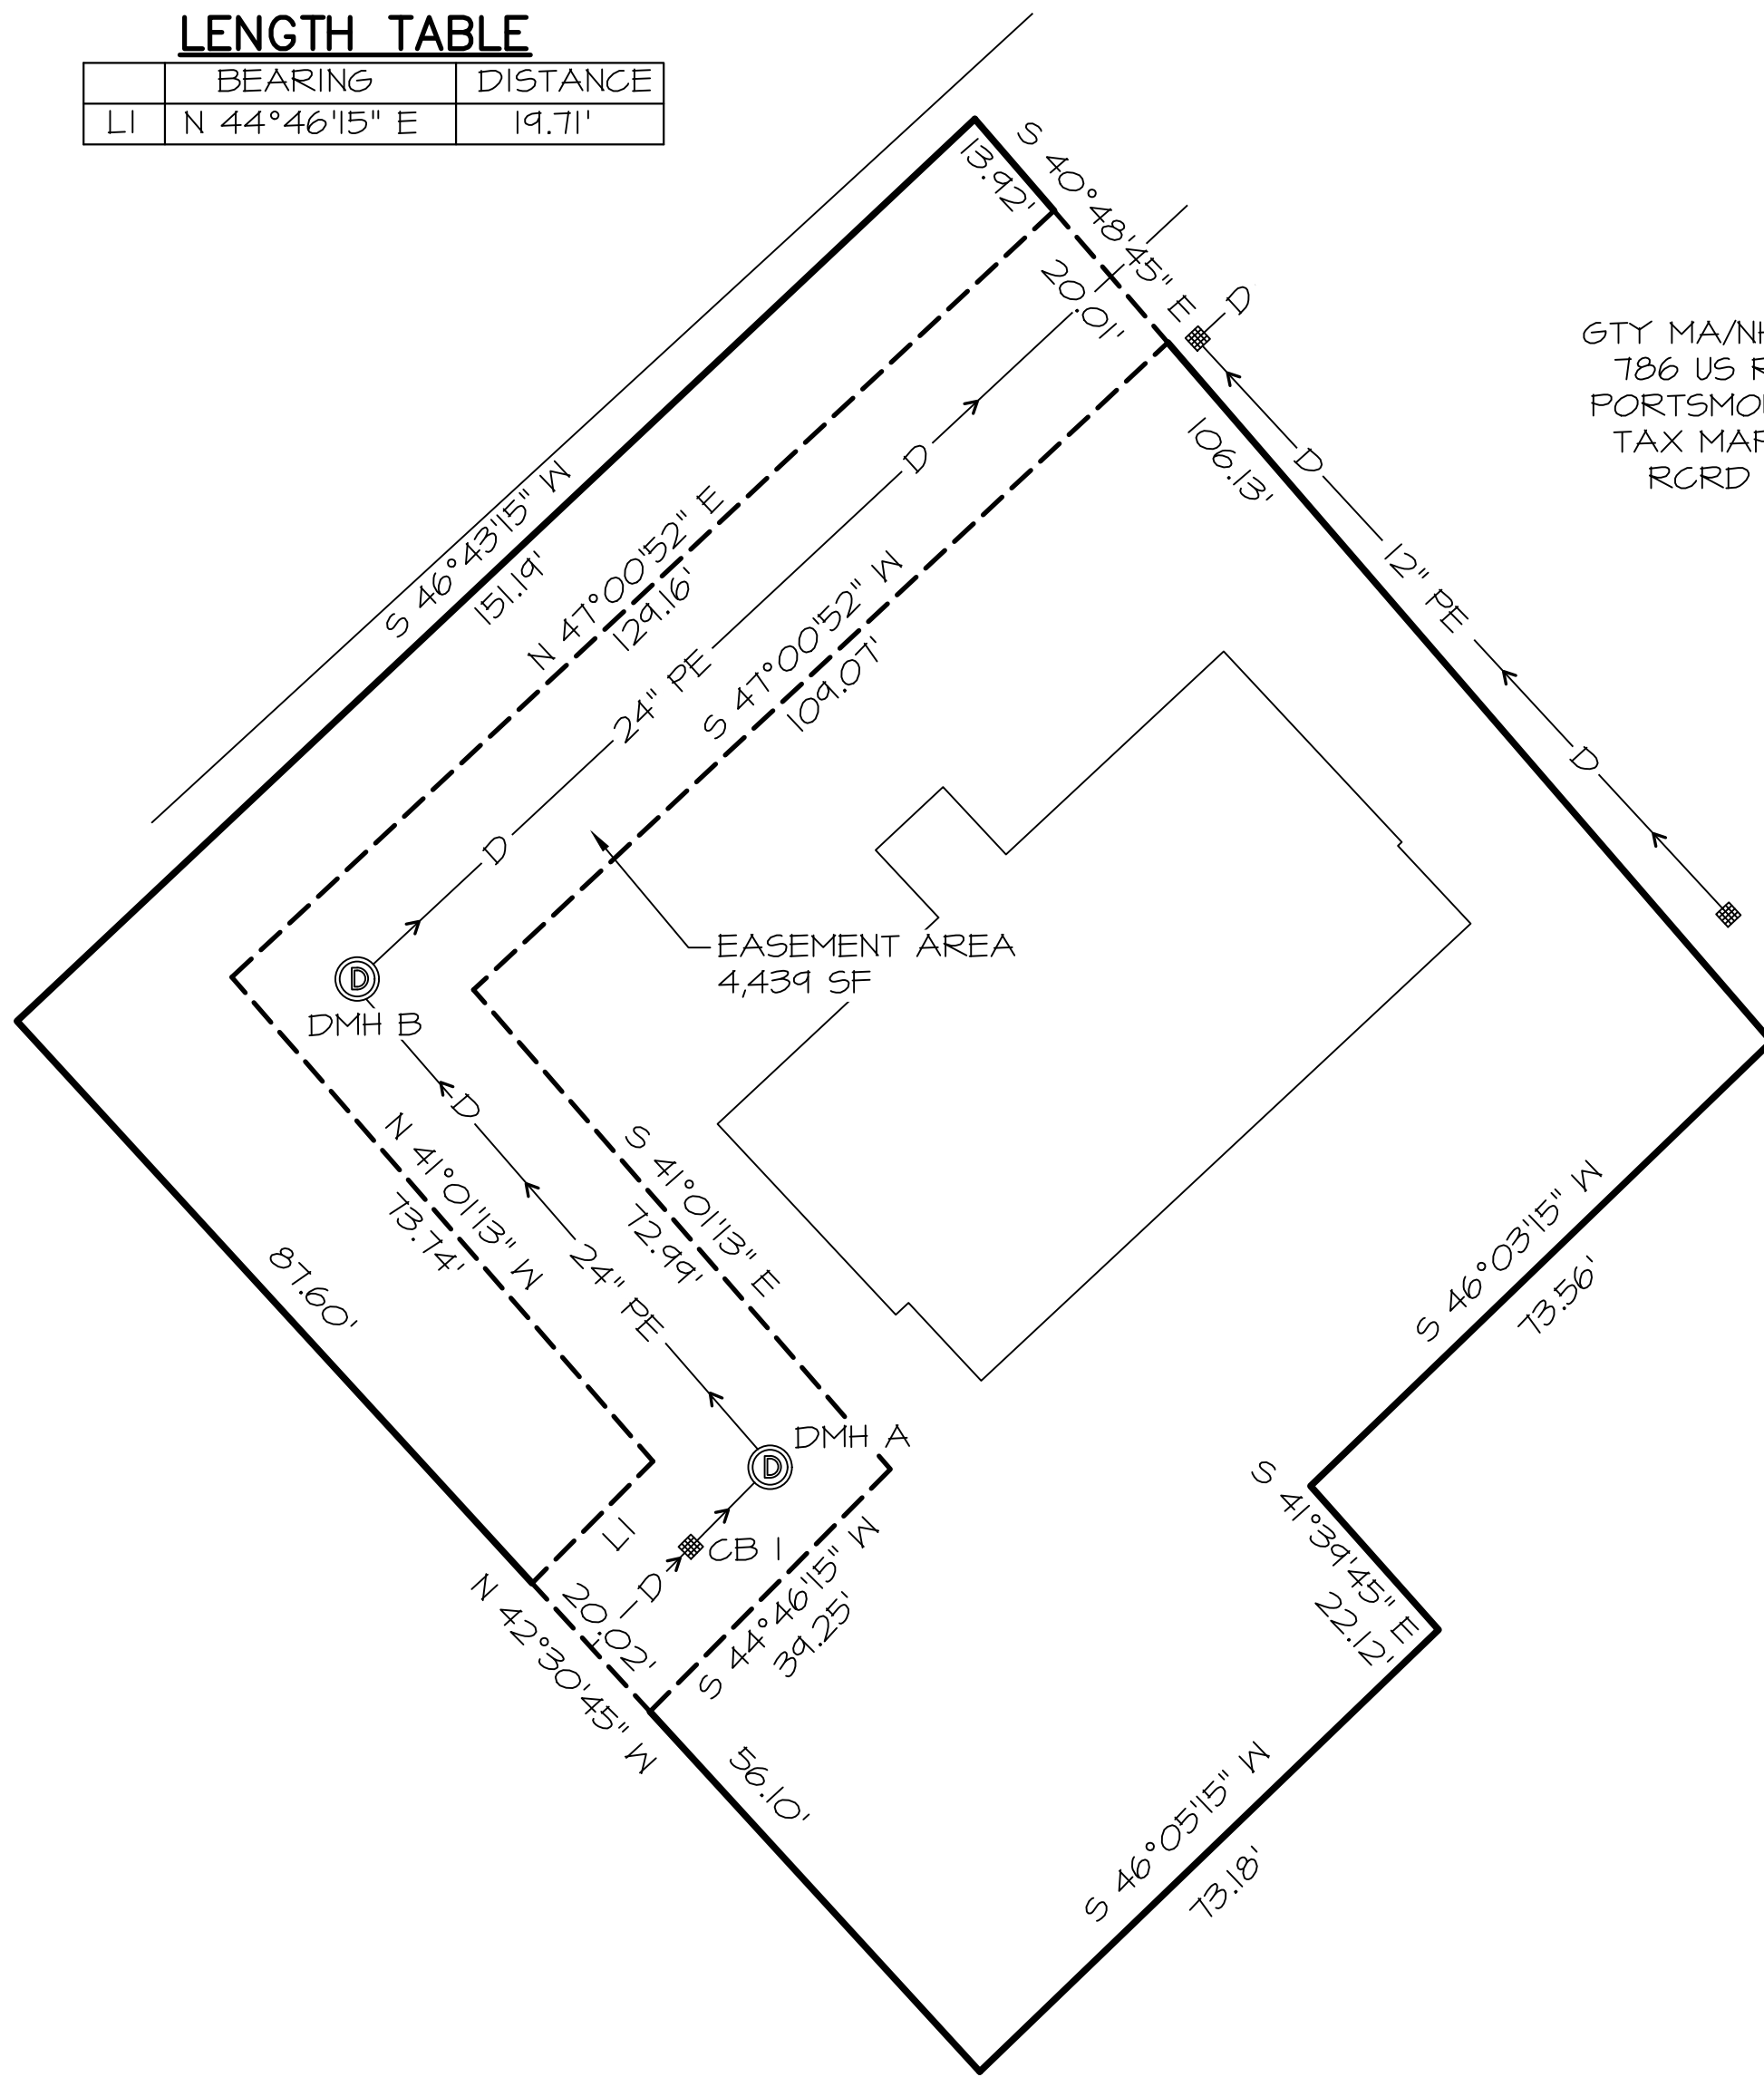 LENGTH TABLE
BEARING DISTANCE
L1 N 44°46'15" E 19.71'
S 40°48'45" E
13.92'
20.01'
D
106.13'
GTY MA/NH
786 US R
PORTSMO
TAX MAP
RCRD
S 46°43'15" W
151.19'
N 47°00'52" E
129.16'
D
D
12" PE
24" PE
S 47°00'52" W
109.07'
D
D
EASEMENT AREA
4,439 SF
D
DMH B
D
N 41°01'13" W
73.74'
S 41°01'13" E
72.99'
24" PE
87.60'
S 46°03'15" W
73.56'
DMH A
D
L1
CB 1
D
20.02'
N 42°30'45" W
S 44°46'15" W
39.25'
S 41°39'45" E
22.12'
56.10'
S 46°05'15" W
73.18'